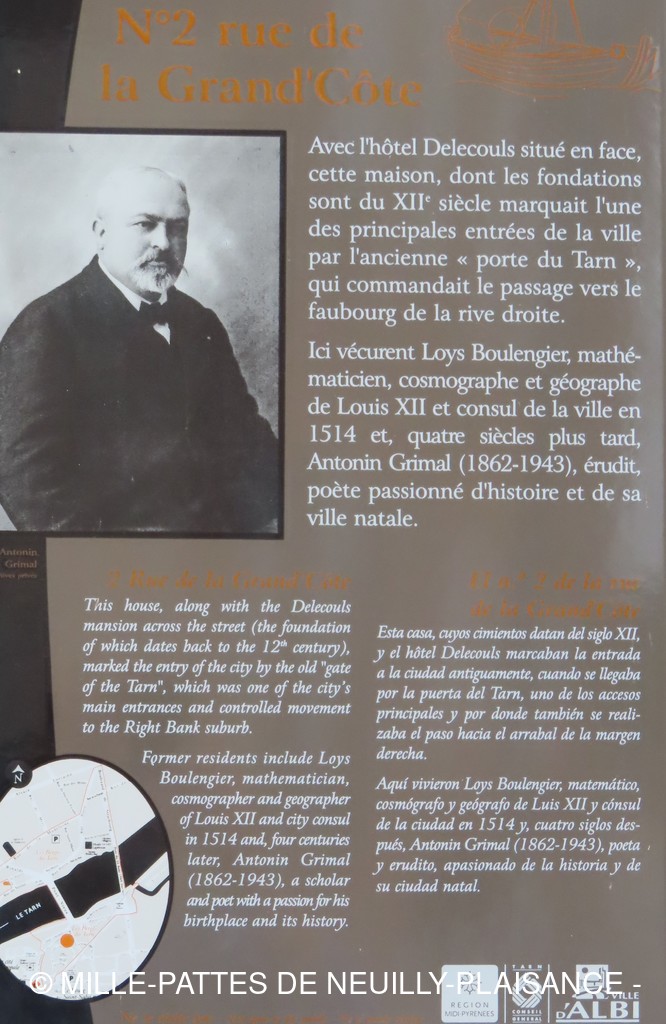 N°2 rue de
la Grand'Côte
Avec l'hôtel Delecouls situé en face,
cette maison, dont les fondations
sont du XIIe siècle marquait l'une
des principales entrées de la ville
par l'ancienne « porte du Tarn »,
qui commandait le passage vers le
faubourg de la rive droite.
Ici vécurent Loys Boulengier, mathé-
maticien, cosmographe et géographe
de Louis XII et consul de la ville en
1514 et, quatre siècles plus tard,
Antonin Grimal (1862-1943), érudit,
poète passionné d'histoire et de sa
ville natale.
Antonin
Grimal
2 Rue de la Grand'Côte
This house, along with the Delecouls
mansion across the street (the foundation
of which dates back to the 12th century),
marked the entry of the city by the old "gate
of the Tarn", which was one of the city's
main entrances and controlled movement
to the Right Bank suburb.
Former residents include Loys
Boulengier, mathematician,
cosmographer and geographer
of Louis XII and city consul
in 1514 and, four centuries
later, Antonin Grimal
(1862-1943), a scholar
and poet with a passion for his
birthplace and its history.
El n.° 2 de la rue
de la Grand'Côte
Esta casa, cuyos cimientos datan del siglo XII,
y el hôtel Delecouls marcaban la entrada
a la ciudad antiguamente, cuando se llegaba
por la puerta del Tarn, uno de los accesos
principales y por donde también se reali-
zaba el paso hacia el arrabal de la margen
derecha.
Aquí vivieron Loys Boulengier, matemático,
cosmógrafo y geógrafo de Luis XII y cónsul
de la ciudad en 1514 y, cuatro siglos des-
pués, Antonin Grimal (1862-1943), poeta
y erudito, apasionado de la historia y de
su ciudad natal.
N
P
LE TARN
P
© MILLE-PATTES DE NEUILLY-PLAISANCE -
REGION
MIDI-PYRENEES
TARN
CONSEIL
GENERAL
VILLE
D'ALBI